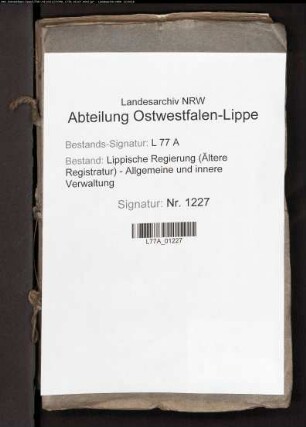 Landesarchiv NRW
Abteilung Ostwestfalen-Lippe
Bestands-Signatur: L 77 A
Bestand: Lippische Regierung (Ältere
Registratur) - Allgemeine und innere
Verwaltung
Signatur: Nr. 1227
L77A_01227